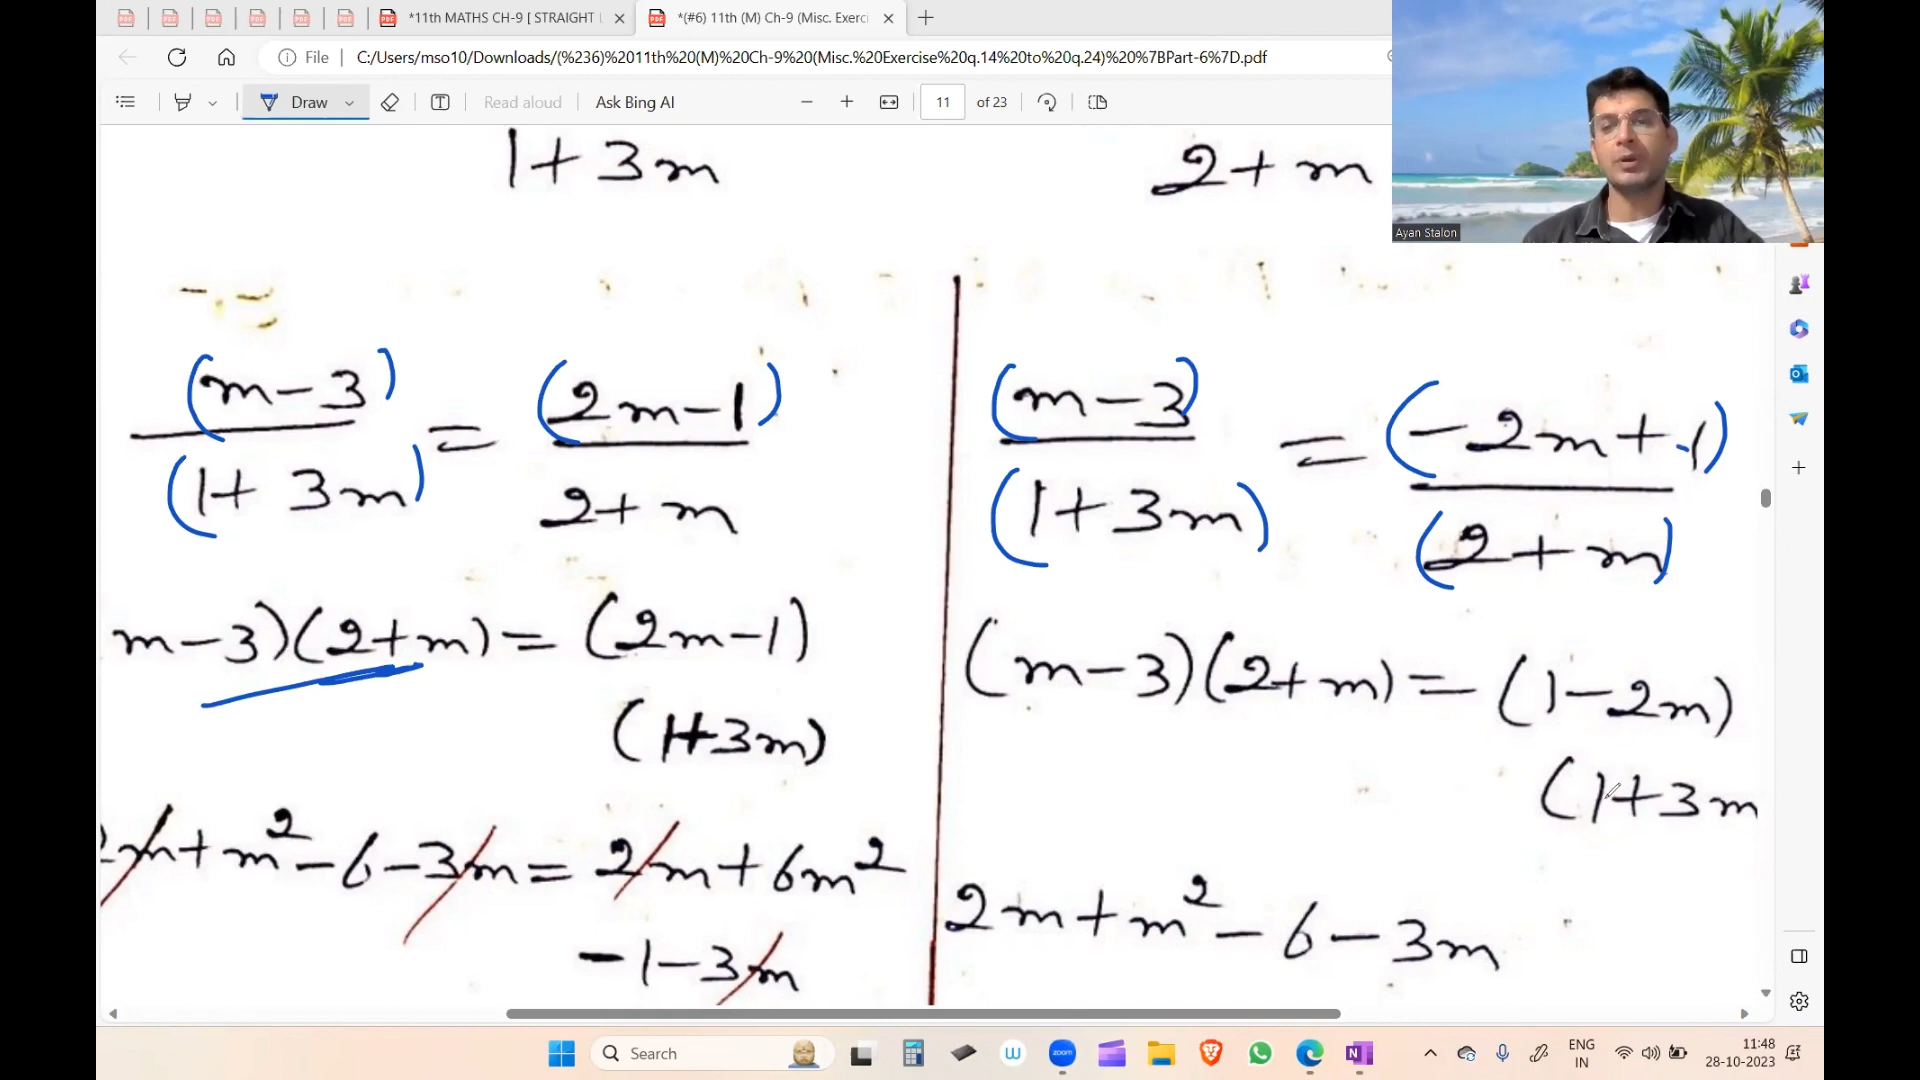 *11th MATHS CH-9 [ STRAIGHT L
*(#6) 11th (M) Ch-9 (Misc. Exerci
File | C:/Users/mso10/Downloads/(%236)%2011th%20(M)%20Ch-9%20(Misc.%20Exercise%20q.14%20to%20q.24)%20%7BPart-6%7D.pdf
Draw
Read aloud
Ask Bing AI
11 of 23
Ayan Stalon
1 + 3m
2 + m
(m - 3) / (1 + 3m) = (2m - 1) / 2 + m
m - 3)(2 + m) = (2m - 1)
(1 + 3m)
2m + m² - 6 - 3m = 2m + 6m²
- 1 - 3m
(m - 3) / (1 + 3m) = (-2m + 1) / (2 + m)
(m - 3)(2 + m) = (1 - 2m)
(1 + 3m
2m + m² - 6 - 3m
Search
zoom
ENG
IN
11:48
28-10-2023